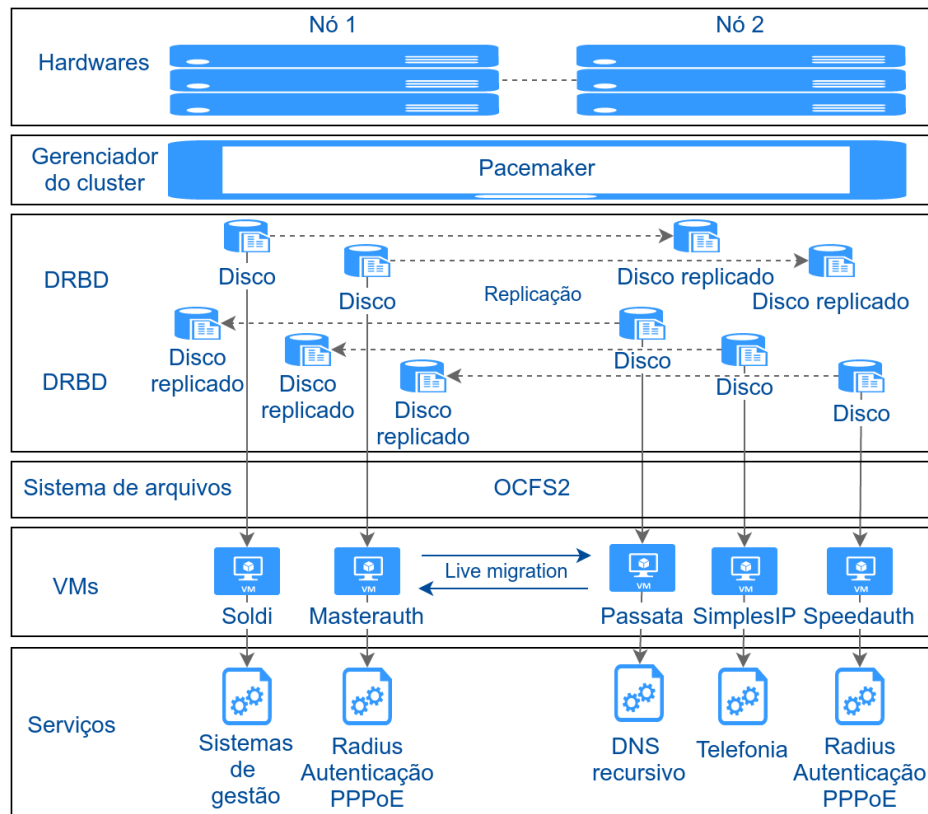 Nó 1
Nó 2
Hardwares
Gerenciador
do cluster
Pacemaker
DRBD
Disco
Disco
Disco replicado
Disco replicado
Replicação
DRBD
Disco
replicado
Disco
replicado
Disco
replicado
Disco
Disco
Disco
Sistema de arquivos
OCFS2
VMs
VM
Soldi
VM
Masterauth
Live migration
VM
Passata
VM
SimplesIP
VM
Speedauth
Serviços
Sistemas
de
gestão
Radius
Autenticação
PPPoE
DNS
recursivo
Telefonia
Radius
Autenticação
PPPoE